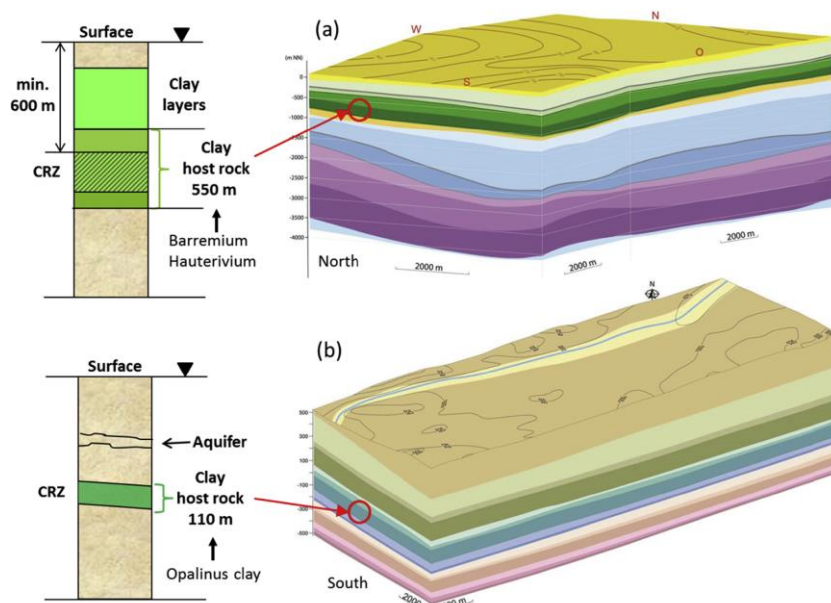 Surface
min.
600 m
Clay
layers
CRZ
Clay
host rock
550 m
Barremium
Hauterivium
(a)
W
N
O
S
(m NN)
0
-500
-1000
-1500
-2000
-2500
-3000
-3500
-4000
North
2000 m
2000 m
2000 m
Surface
Aquifer
CRZ
Clay
host rock
110 m
Opalinus clay
(b)
N
500
300
100
-100
-300
-500
South
2000